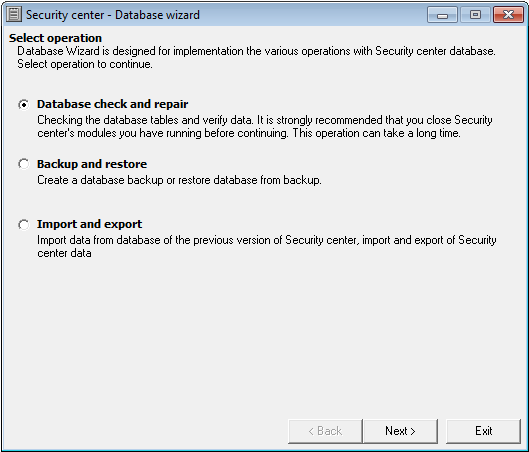 Security center - Database wizard
Select operation
Database Wizard is designed for implementation the various operations with Security center database.
Select operation to continue.
Database check and repair
Checking the database tables and verify data. It is strongly recommended that you close Security
center's modules you have running before continuing. This operation can take a long time.
Backup and restore
Create a database backup or restore database from backup.
Import and export
Import data from database of the previous version of Security center, import and export of Security
center data
< Back Next > Exit